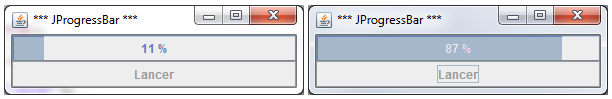 *** JProgressBar ***
11 %
Lancer
*** JProgressBar ***
87 %
Lancer